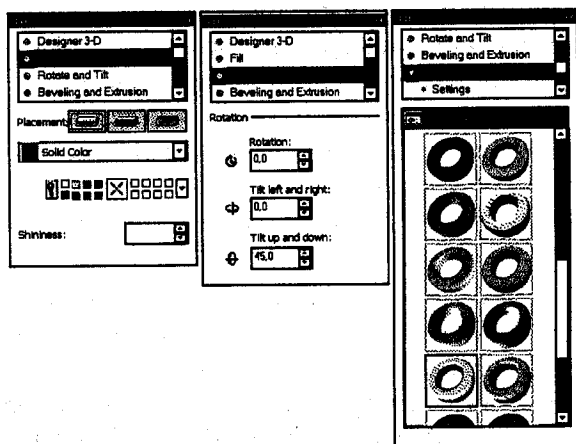 Designer 3-D
Rotate and Tilt
Beveling and Extrusion
Placement:
Solid Color
Shininess:
Designer 3-D
Fill
Beveling and Extrusion
Rotation
Rotation:
0,0
Tilt left and right:
0,0
Tilt up and down:
45,0
Rotate and Tilt
Beveling and Extrusion
Settings